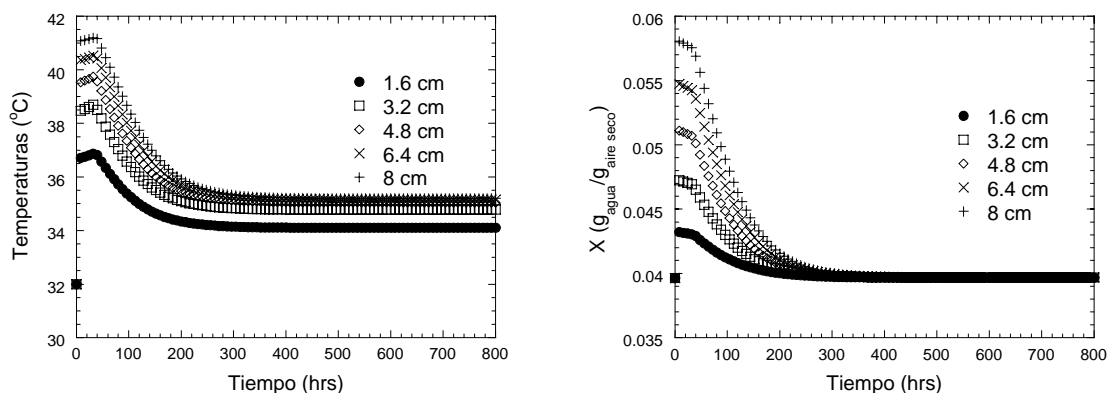 42
40
38
36
34
32
30
Temperaturas (°C)
1.6 cm
3.2 cm
4.8 cm
6.4 cm
8 cm
0 100 200 300 400 500 600 700 800
Tiempo (hrs)
0.06
0.055
0.05
0.045
0.04
0.035
X (g_agua/g_aire seco)
1.6 cm
3.2 cm
4.8 cm
6.4 cm
8 cm
0 100 200 300 400 500 600 700 800
Tiempo (hrs)